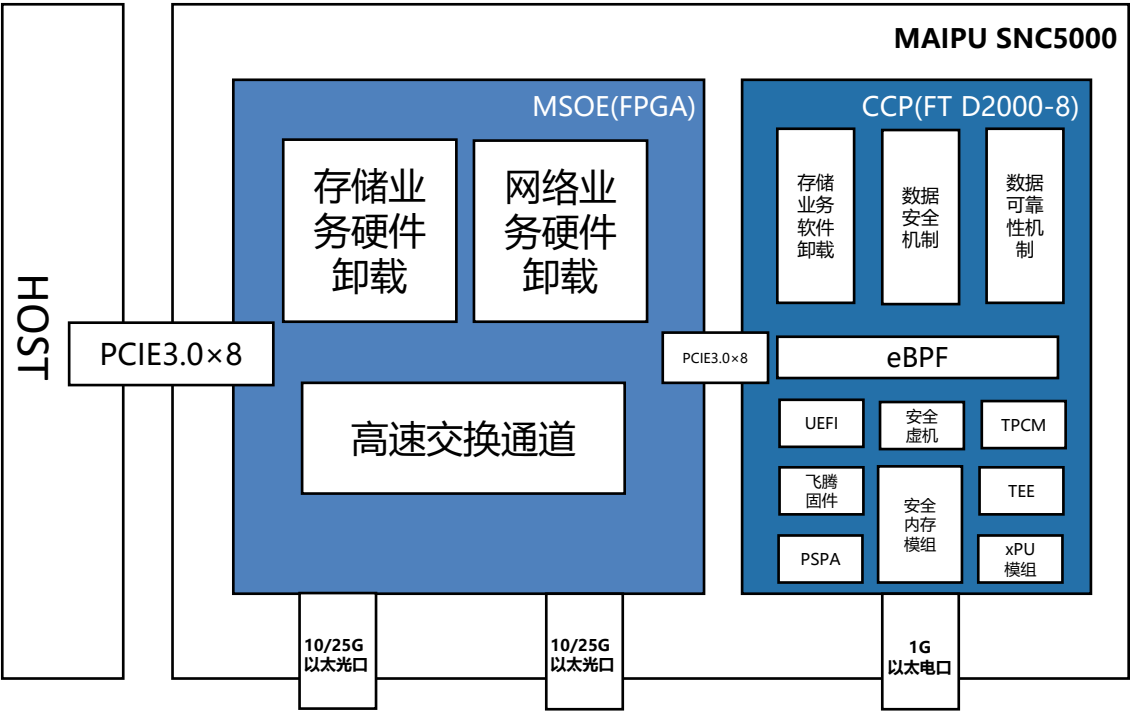 MAIPU SNC5000
HOST
PCIE3.0×8
MSOE(FPGA)
存储业
务硬件
卸载
网络业
务硬件
卸载
高速交换通道
PCIE3.0×8
CCP(FT D2000-8)
存储
业务
软件
卸载
数据
安全
机制
数据
可靠
性机
制
eBPF
UEFI
安全
虚机
TPCM
飞腾
固件
安全
内存
模组
TEE
PSPA
xPU
模组
10/25G
以太光口
10/25G
以太光口
1G
以太电口